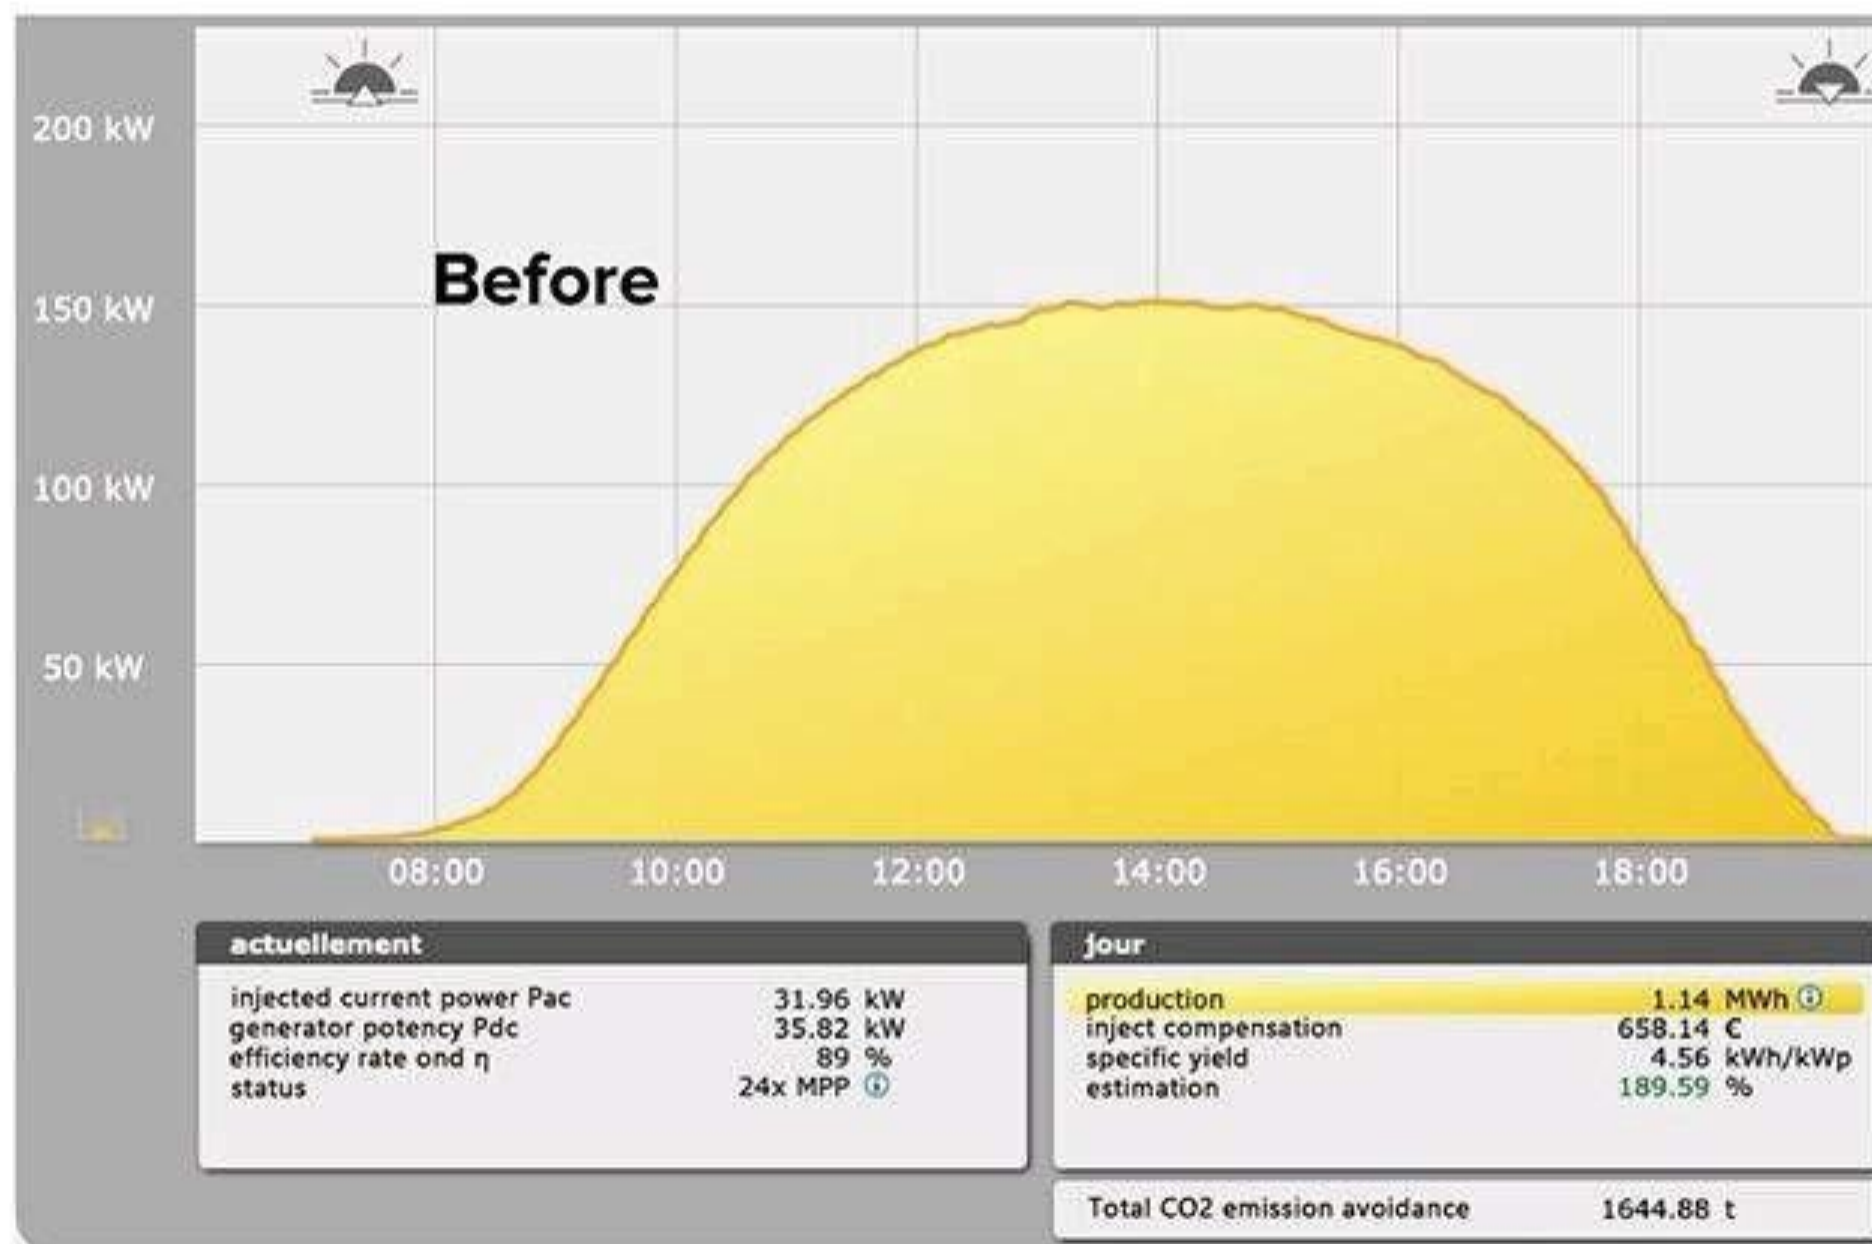 200 kW
Before
150 kW
100 kW
50 kW
08:00 10:00 12:00 14:00 16:00 18:00
actuellement
injected current power Pac 31.96 kW
generator potency Pdc 35.82 kW
efficiency rate ond η 89 %
status 24x MPP
jour
production 1.14 MWh
inject compensation 658.14 €
specific yield 4.56 kWh/kWp
estimation 189.59 %
Total CO2 emission avoidance 1644.88 t